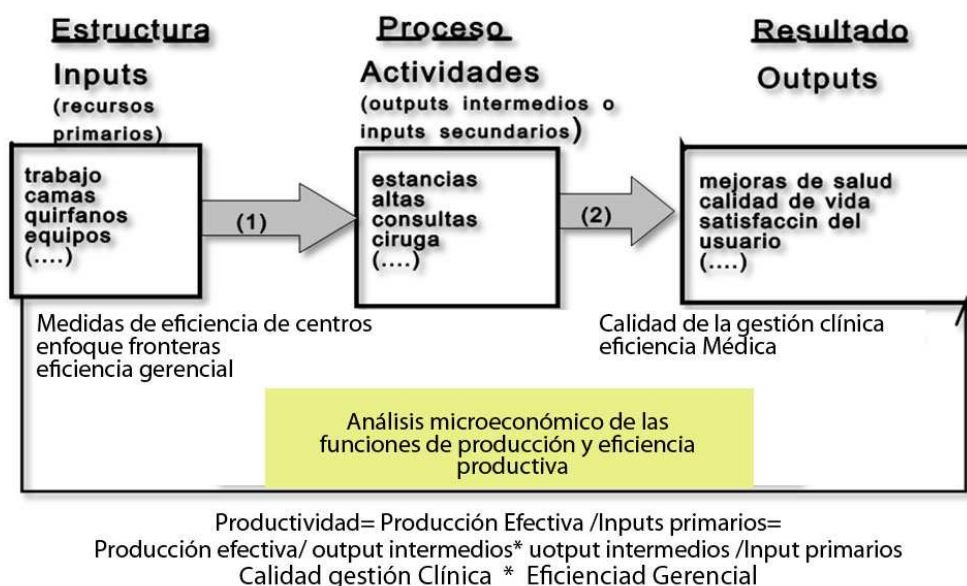 Estructura
Inputs
(recursos
primarios)
trabajo
camas
quirfanos
equipos
(....)
(1)
Proceso
Actividades
(outputs intermedios o
inputs secundarios)
estancias
altas
consultas
ciruga
(....)
(2)
Resultado
Outputs
mejoras de salud
calidad de vida
satisfaccin del
usuario
(....)
Medidas de eficiencia de centros
enfoque fronteras
eficiencia gerencial
Calidad de la gestión clínica
eficiencia Médica
Análisis microeconómico de las
funciones de producción y eficiencia
productiva
Productividad= Producción Efectiva /Inputs primarios=
Producción efectiva/ output intermedios* uotput intermedios /Input primarios
Calidad gestión Clínica * Eficienciad Gerencial